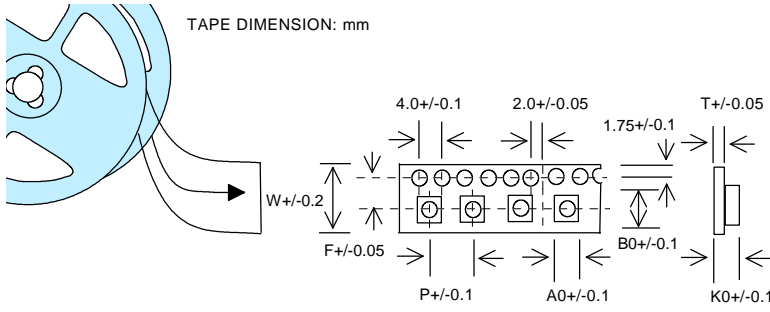 TAPE DIMENSION: mm
4.0+/-0.1
2.0+/-0.05
T+/-0.05
1.75+/-0.1
W+/-0.2
F+/-0.05
B0+/-0.1
P+/-0.1
A0+/-0.1
K0+/-0.1